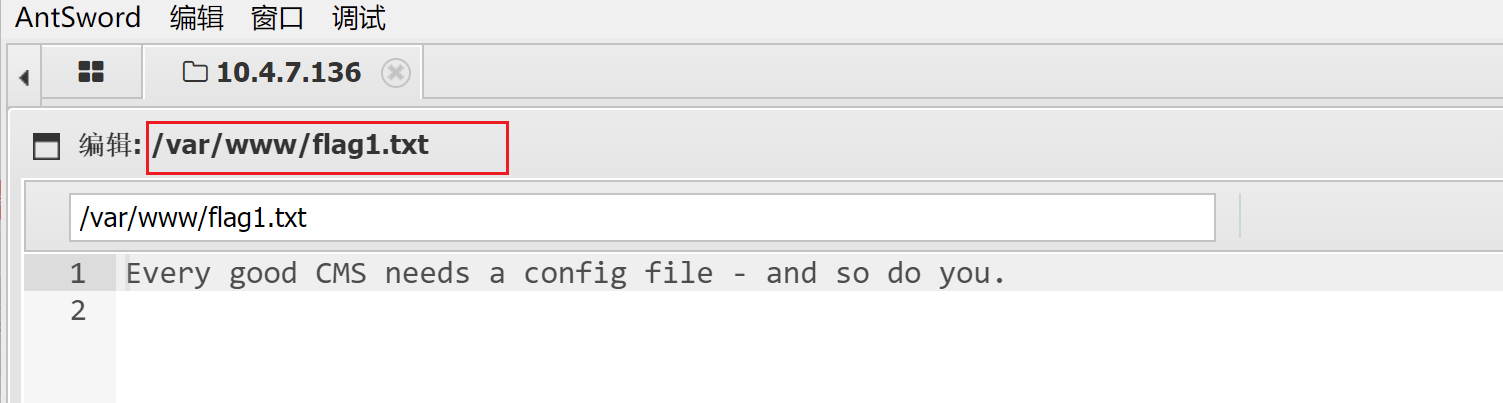 AntSword 编辑 窗口 调试
10.4.7.136
编辑: /var/www/flag1.txt
/var/www/flag1.txt
1 Every good CMS needs a config file - and so do you.
2